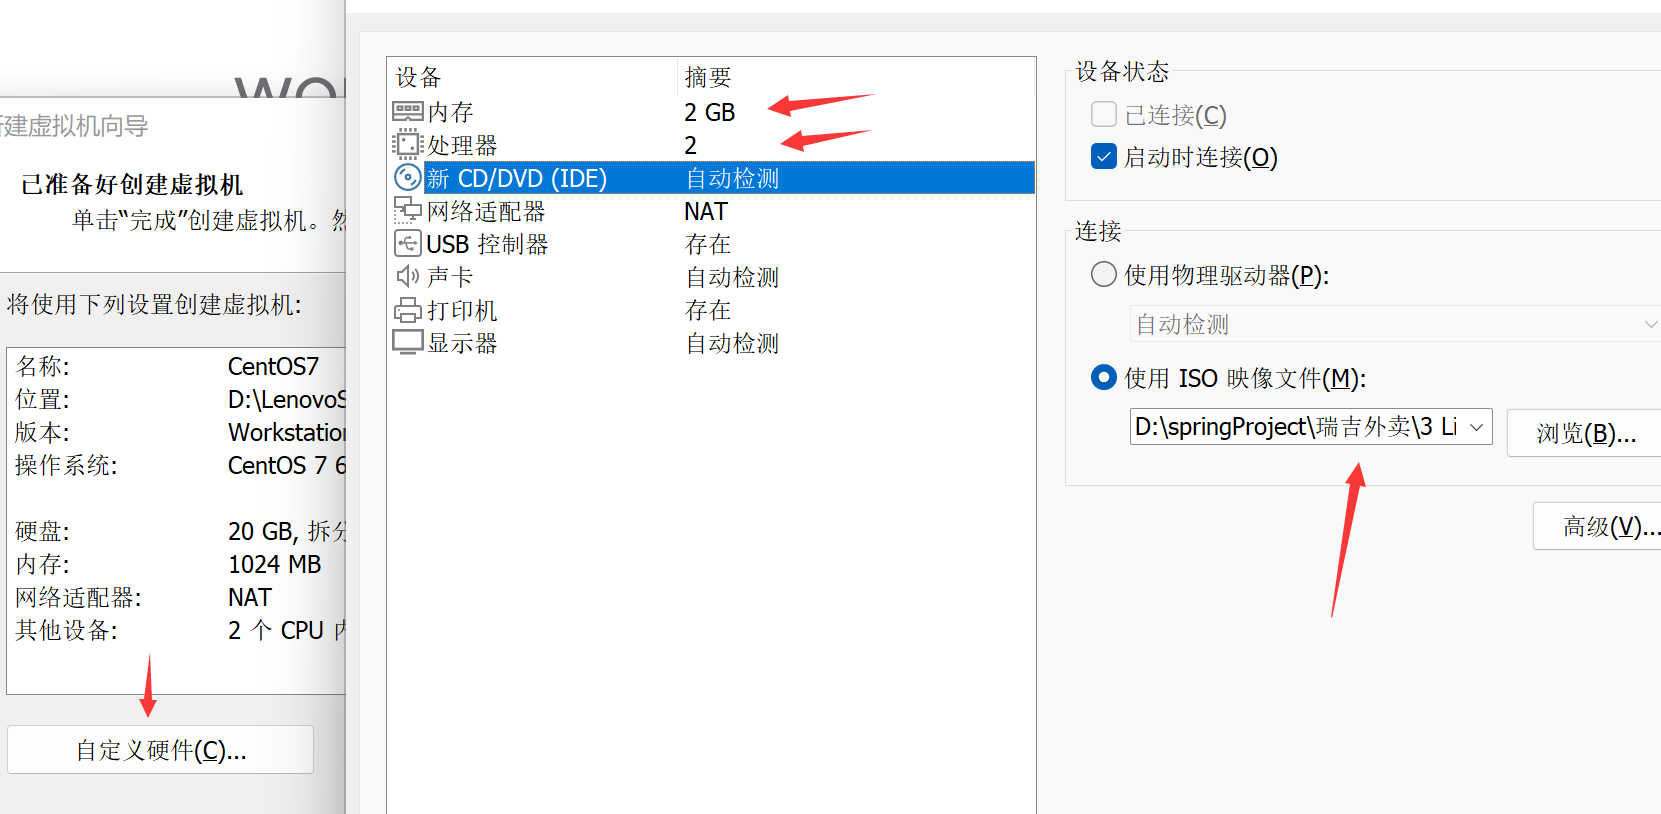 建虚拟机向导
已准备好创建虚拟机
单击“完成”创建虚拟机。然
将使用下列设置创建虚拟机:
名称: CentOS7
位置: D:\LenovoS
版本: Workstation
操作系统: CentOS 7 6
硬盘: 20 GB, 拆分
内存: 1024 MB
网络适配器: NAT
其他设备: 2 个 CPU 内
自定义硬件(C)...
设备 摘要
内存 2 GB
处理器 2
新 CD/DVD (IDE) 自动检测
网络适配器 NAT
USB 控制器 存在
声卡 自动检测
打印机 存在
显示器 自动检测
设备状态
已连接(C)
启动时连接(O)
连接
使用物理驱动器(P):
自动检测
使用 ISO 映像文件(M):
D:\springProject\瑞吉外卖\3 Li
浏览(B)...
高级(V)...